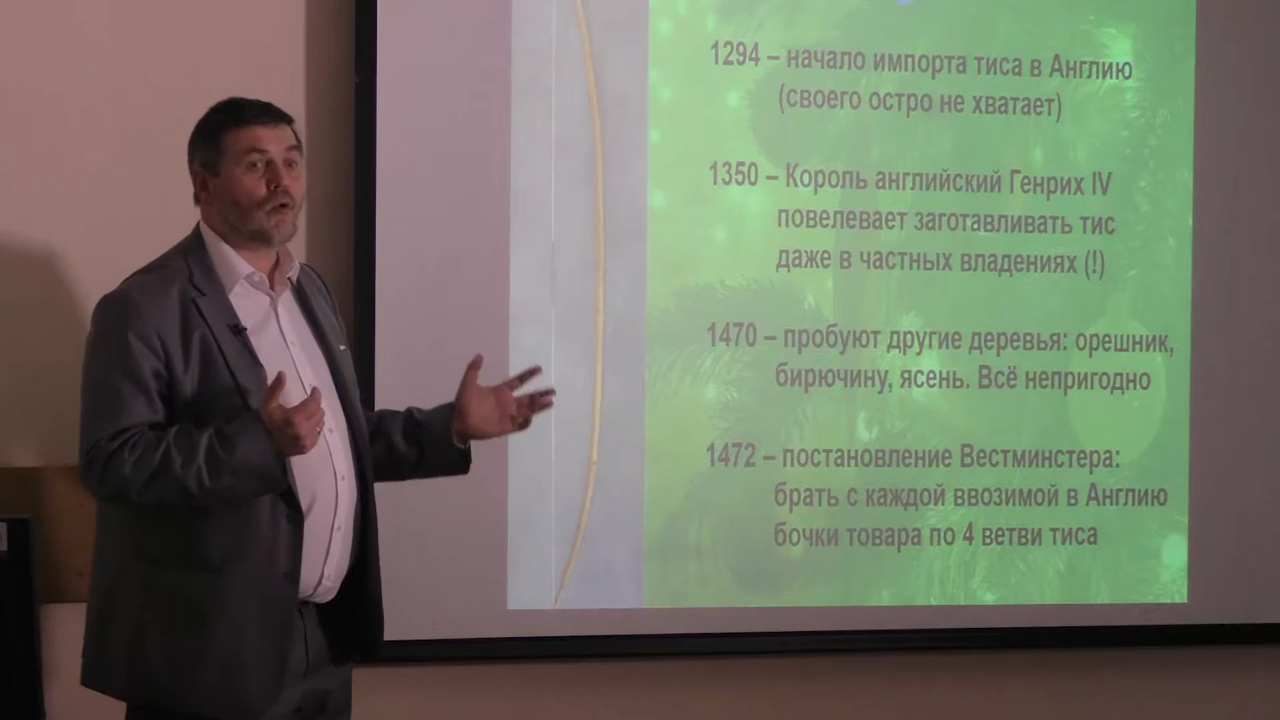 1294 – начало импорта тиса в Англию
(своего остро не хватает)
1350 – Король английский Генрих IV
повелевает заготавливать тис
даже в частных владениях (!)
1470 – пробуют другие деревья: орешник,
бирючину, ясень. Всё непригодно
1472 – постановление Вестминстера:
брать с каждой ввозимой в Англию
бочки товара по 4 ветви тиса